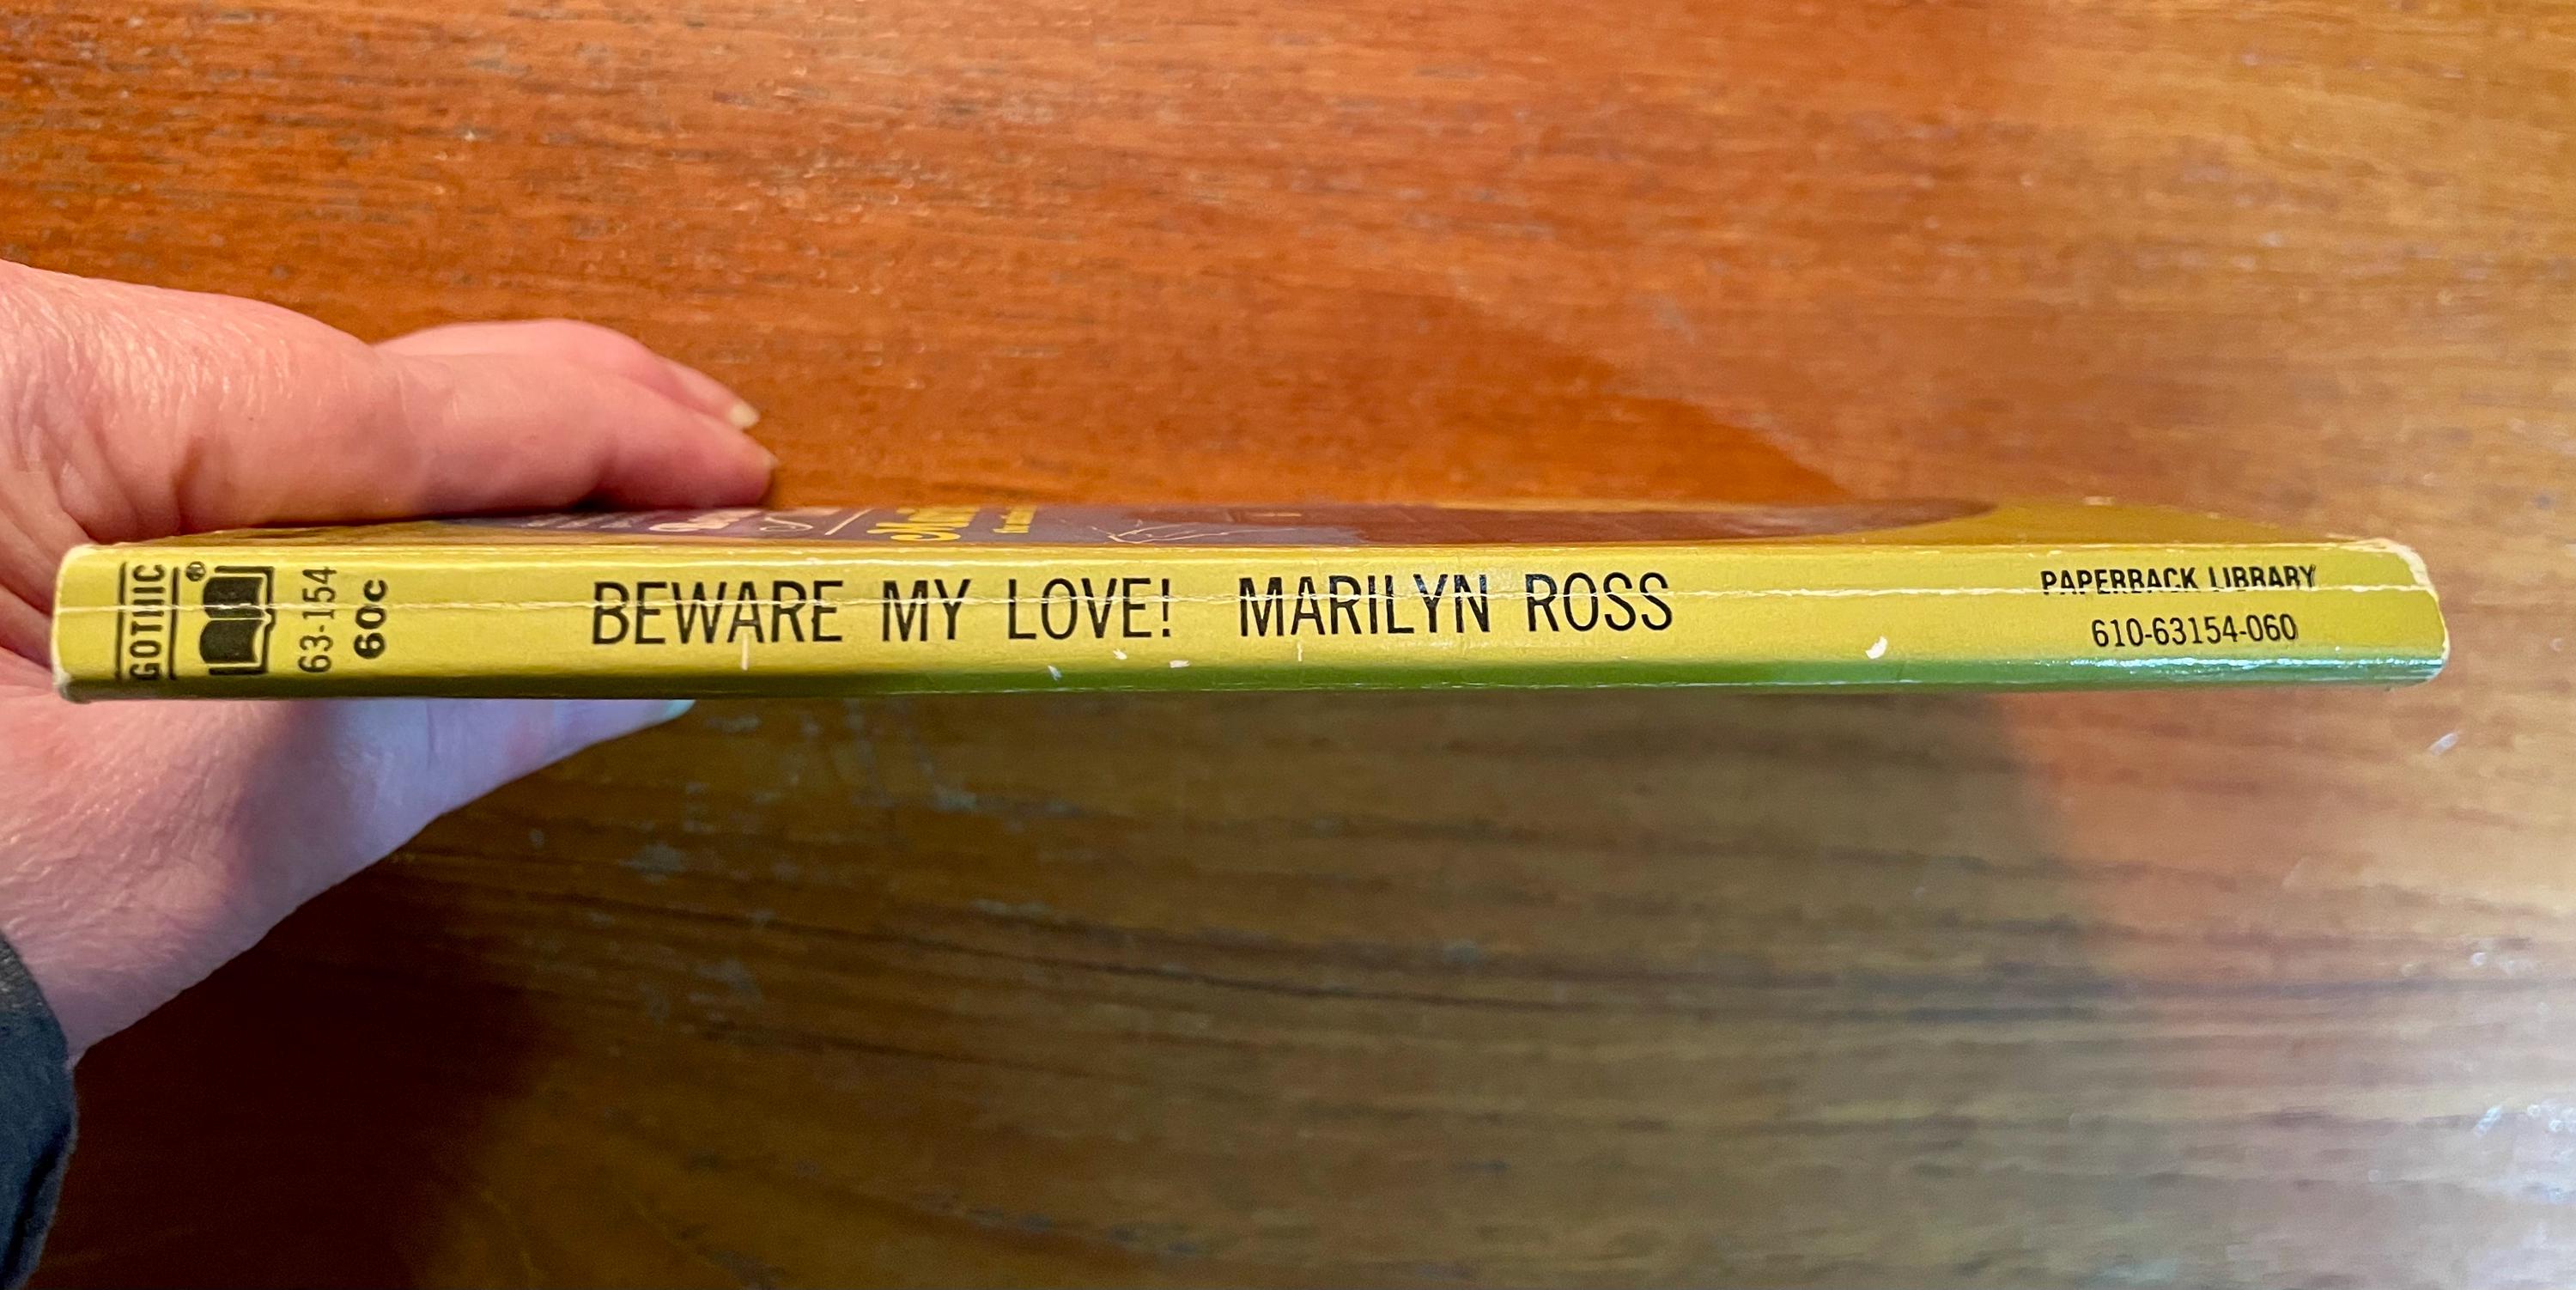 GOTHIC
®
63-154
60c
BEWARE MY LOVE! MARILYN ROSS
PAPERBACK LIBRARY
610-63154-060